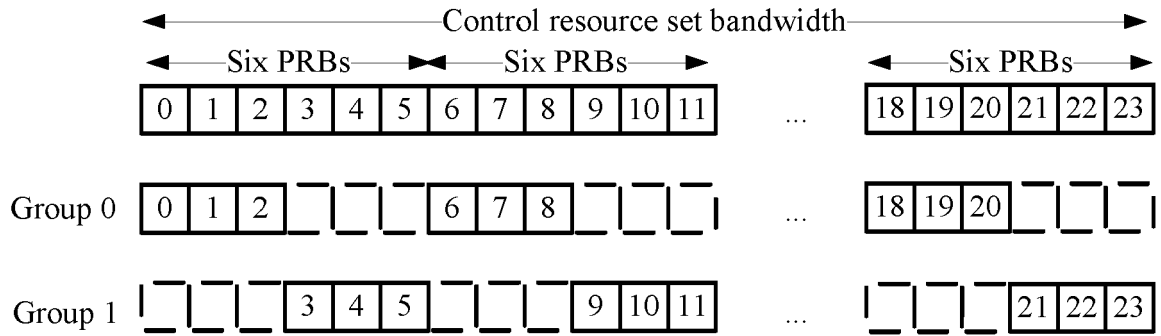 Control resource set bandwidth
Six PRBs Six PRBs Six PRBs
0 1 2 3 4 5 6 7 8 9 10 11 ... 18 19 20 21 22 23
Group 0 0 1 2 6 7 8 ... 18 19 20
Group 1 3 4 5 9 10 11 ... 21 22 23